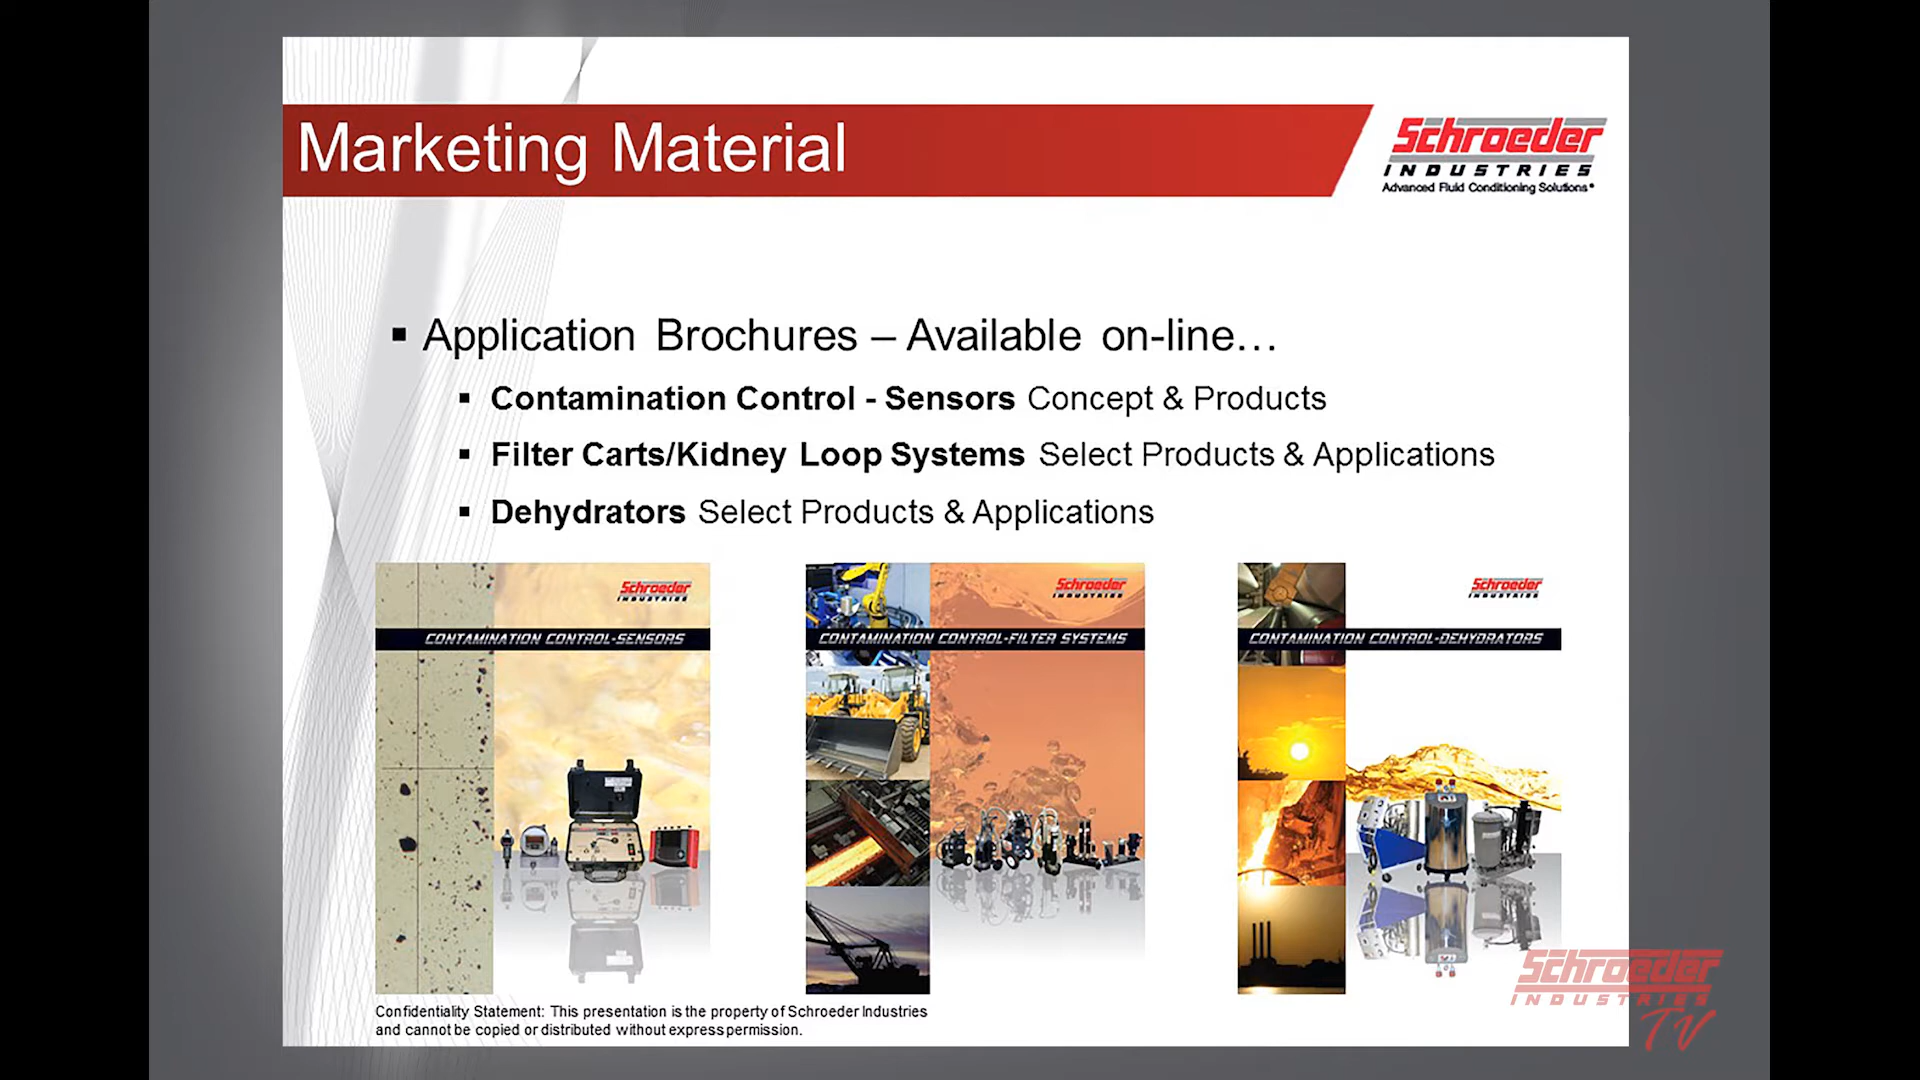 Marketing Material
Schroeder
INDUSTRIES
Advanced Fluid Conditioning Solutions®
▪ Application Brochures – Available on-line…
▪ Contamination Control - Sensors Concept & Products
▪ Filter Carts/Kidney Loop Systems Select Products & Applications
▪ Dehydrators Select Products & Applications
Schroeder
INDUSTRIES
CONTAMINATION CONTROL-SENSORS
Schroeder
INDUSTRIES
CONTAMINATION CONTROL-FILTER SYSTEMS
Schroeder
INDUSTRIES
CONTAMINATION CONTROL-DEHYDRATORS
Confidentiality Statement: This presentation is the property of Schroeder Industries
and cannot be copied or distributed without express permission.
Schroeder
INDUSTRIES
TV